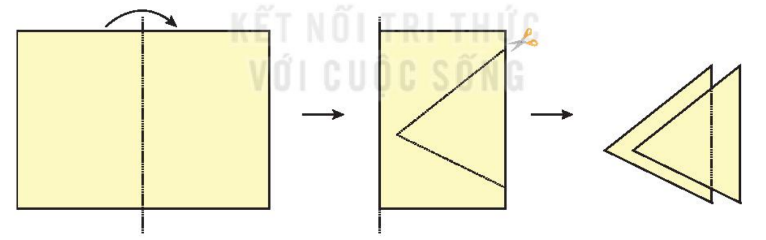 KẾT NỐI TRI THỨC
VỚI CUỘC SỐNG